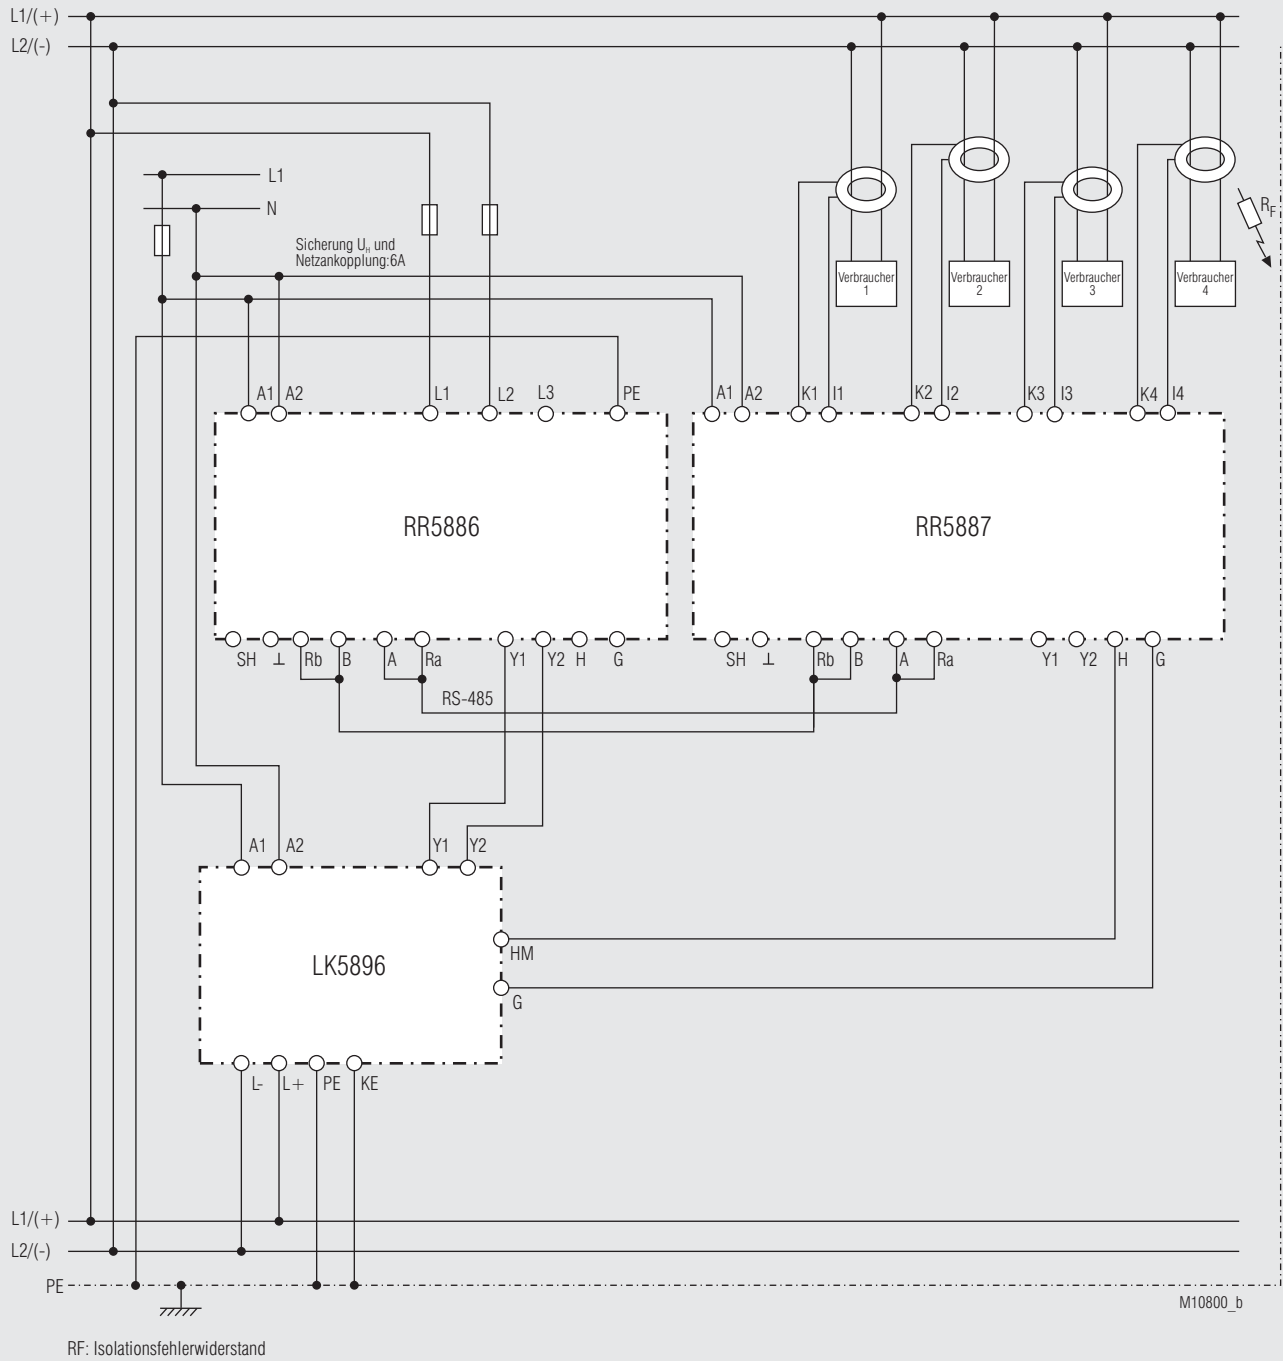 L1/(+)
L2/(-)
L1
N
R_F
Sicherung U_H und
Netzankopplung:6A
Verbraucher
1
Verbraucher
2
Verbraucher
3
Verbraucher
4
A1 A2 L1 L2 L3 PE
A1 A2 K1 I1 K2 I2 K3 I3 K4 I4
RR5886
RR5887
SH ⊥ Rb B A Ra Y1 Y2 H G
SH ⊥ Rb B A Ra Y1 Y2 H G
RS-485
A1 A2 Y1 Y2
HM
LK5896
G
L- L+ PE KE
L1/(+)
L2/(-)
PE
M10800_b
RF: Isolationsfehlerwiderstand